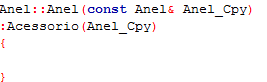 Anel::Anel(const Anel& Anel_Cpy)
:Acessorio(Anel_Cpy)
{
}